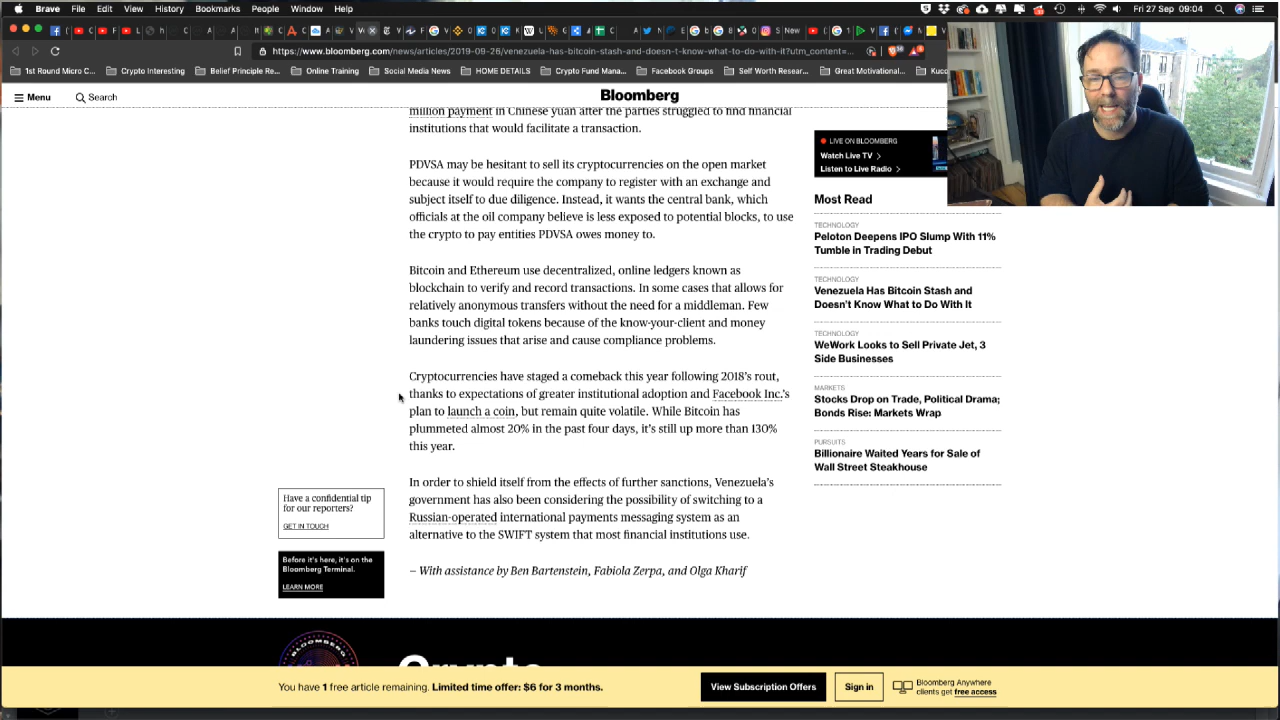 Brave File Edit View History Bookmarks People Window Help
Fri 27 Sep 09:04
https://www.bloomberg.com/news/articles/2019-09-26/venezuela-has-bitcoin-stash-and-doesn-t-know-what-to-do-with-it?utm_content=...
1st Round Micro C... Crypto Interesting Belief Principle Re... Online Training Social Media News HOME DETAILS Crypto Fund Mana... Facebook Groups Self Worth Resear... Great Motivational... Kucc
Menu Search Bloomberg
million payment in Chinese yuan after the parties struggled to find financial
institutions that would facilitate a transaction.
PDVSA may be hesitant to sell its cryptocurrencies on the open market
because it would require the company to register with an exchange and
subject itself to due diligence. Instead, it wants the central bank, which
officials at the oil company believe is less exposed to potential blocks, to use
the crypto to pay entities PDVSA owes money to.
Bitcoin and Ethereum use decentralized, online ledgers known as
blockchain to verify and record transactions. In some cases that allows for
relatively anonymous transfers without the need for a middleman. Few
banks touch digital tokens because of the know-your-client and money
laundering issues that arise and cause compliance problems.
Cryptocurrencies have staged a comeback this year following 2018's rout,
thanks to expectations of greater institutional adoption and Facebook Inc.'s
plan to launch a coin, but remain quite volatile. While Bitcoin has
plummeted almost 20% in the past four days, it's still up more than 130%
this year.
In order to shield itself from the effects of further sanctions, Venezuela's
government has also been considering the possibility of switching to a
Russian-operated international payments messaging system as an
alternative to the SWIFT system that most financial institutions use.
– With assistance by Ben Bartenstein, Fabiola Zerpa, and Olga Kharif
Have a confidential tip
for our reporters?
GET IN TOUCH
Before it's here, it's on the
Bloomberg Terminal.
LEARN MORE
LIVE ON BLOOMBERG
Watch Live TV
Listen to Live Radio
Most Read
TECHNOLOGY
Peloton Deepens IPO Slump With 11%
Tumble in Trading Debut
TECHNOLOGY
Venezuela Has Bitcoin Stash and
Doesn't Know What to Do With It
TECHNOLOGY
WeWork Looks to Sell Private Jet, 3
Side Businesses
MARKETS
Stocks Drop on Trade, Political Drama;
Bonds Rise: Markets Wrap
PURSUITS
Billionaire Waited Years for Sale of
Wall Street Steakhouse
BLOOMBERG
Crypto
You have 1 free article remaining. Limited time offer: $6 for 3 months.
View Subscription Offers
Sign in
Bloomberg Anywhere
clients get free access